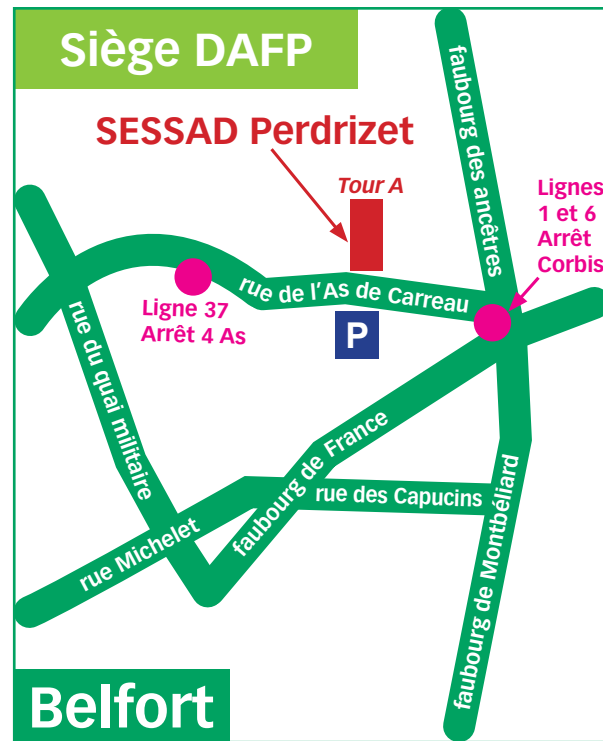 Siège DAFP
SESSAD Perdrizet
Tour A
faubourg des ancêtres
Lignes
1 et 6
Arrêt
Corbis
rue de l'As de Carreau
Ligne 37
Arrêt 4 As
P
rue du quai militaire
faubourg de France
rue des Capucins
rue Michelet
faubourg de Montbéliard
Belfort